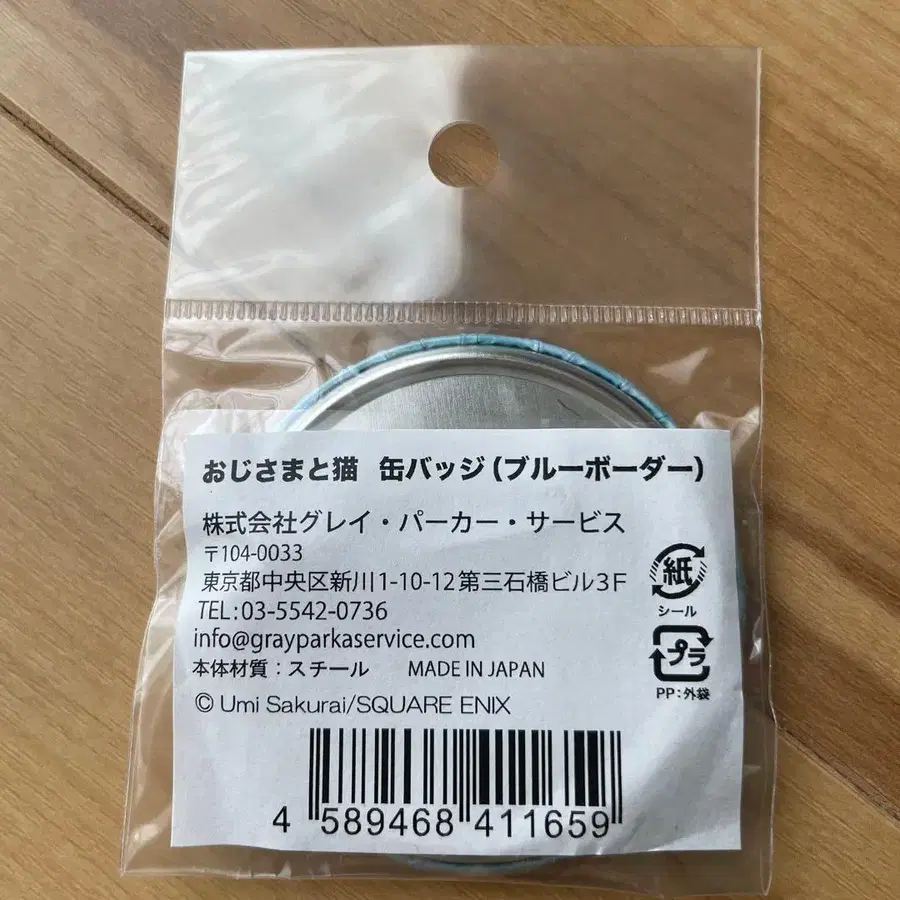 おじさまと猫 缶バッジ(ブルーボーダー)
株式会社グレイ・パーカー・サービス
〒104-0033
東京都中央区新川1-10-12第三石橋ビル3F
TEL:03-5542-0736
info@grayparkaservice.com
本体材質：スチール MADE IN JAPAN
© Umi Sakurai/SQUARE ENIX
紙
シール
プラ
PP:外袋
4 589468 411659